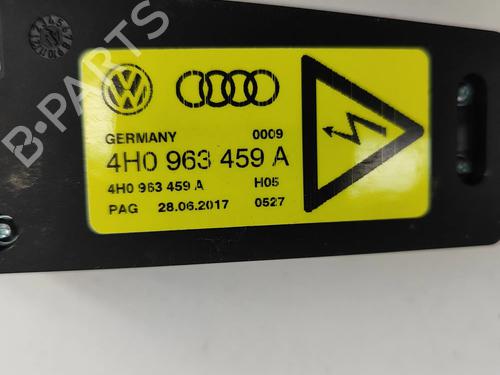 B-PARTS
GERMANY 0009
4H0 963 459 A
4H0 963 459 A H05
PAG 28.06.2017 0527